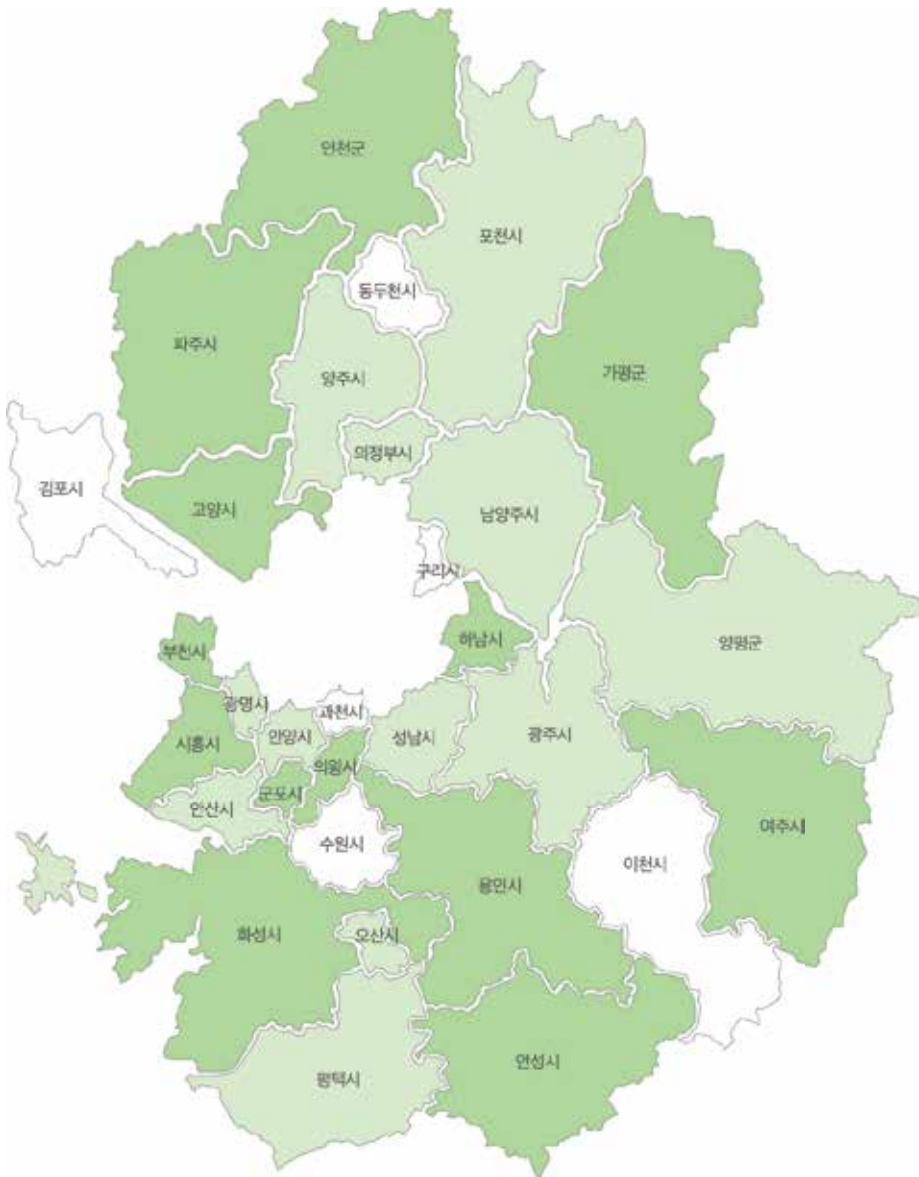 연천군
포천시
동두천시
파주시
양주시
가평군
의정부시
김포시
고양시
남양주시
구리시
하남시
양평군
부천시
광명시
과천시
시흥시
안양시
성남시
광주시
의왕시
군포시
안산시
여주시
수원시
이천시
용인시
화성시
오산시
안성시
평택시